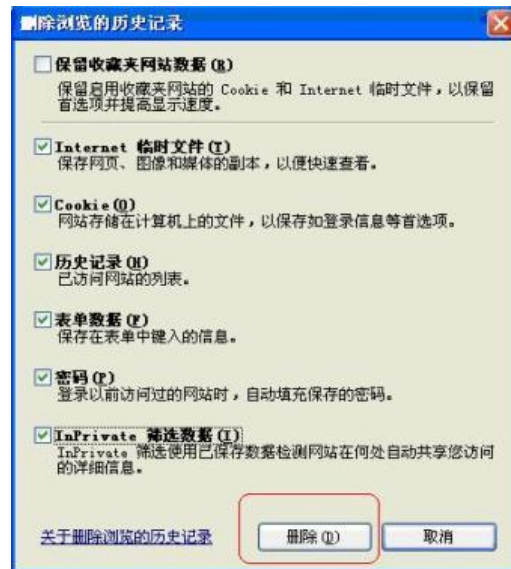 删除浏览的历史记录
保留收藏夹网站数据(R)
保留启用收藏夹网站的 Cookie 和 Internet 临时文件，以保留
首选项并提高显示速度。
Internet 临时文件(T)
保存网页、图像和媒体的副本，以便快速查看。
Cookie(O)
网站存储在计算机上的文件，以保存如登录信息等首选项。
历史记录(H)
已访问网站的列表。
表单数据(F)
保存在表单中键入的信息。
密码(P)
登录以前访问过的网站时，自动填充保存的密码。
InPrivate 筛选数据(I)
InPrivate 筛选使用已保存数据检测网站在何处自动共享您访问
的详细信息。
关于删除浏览的历史记录 删除(D) 取消